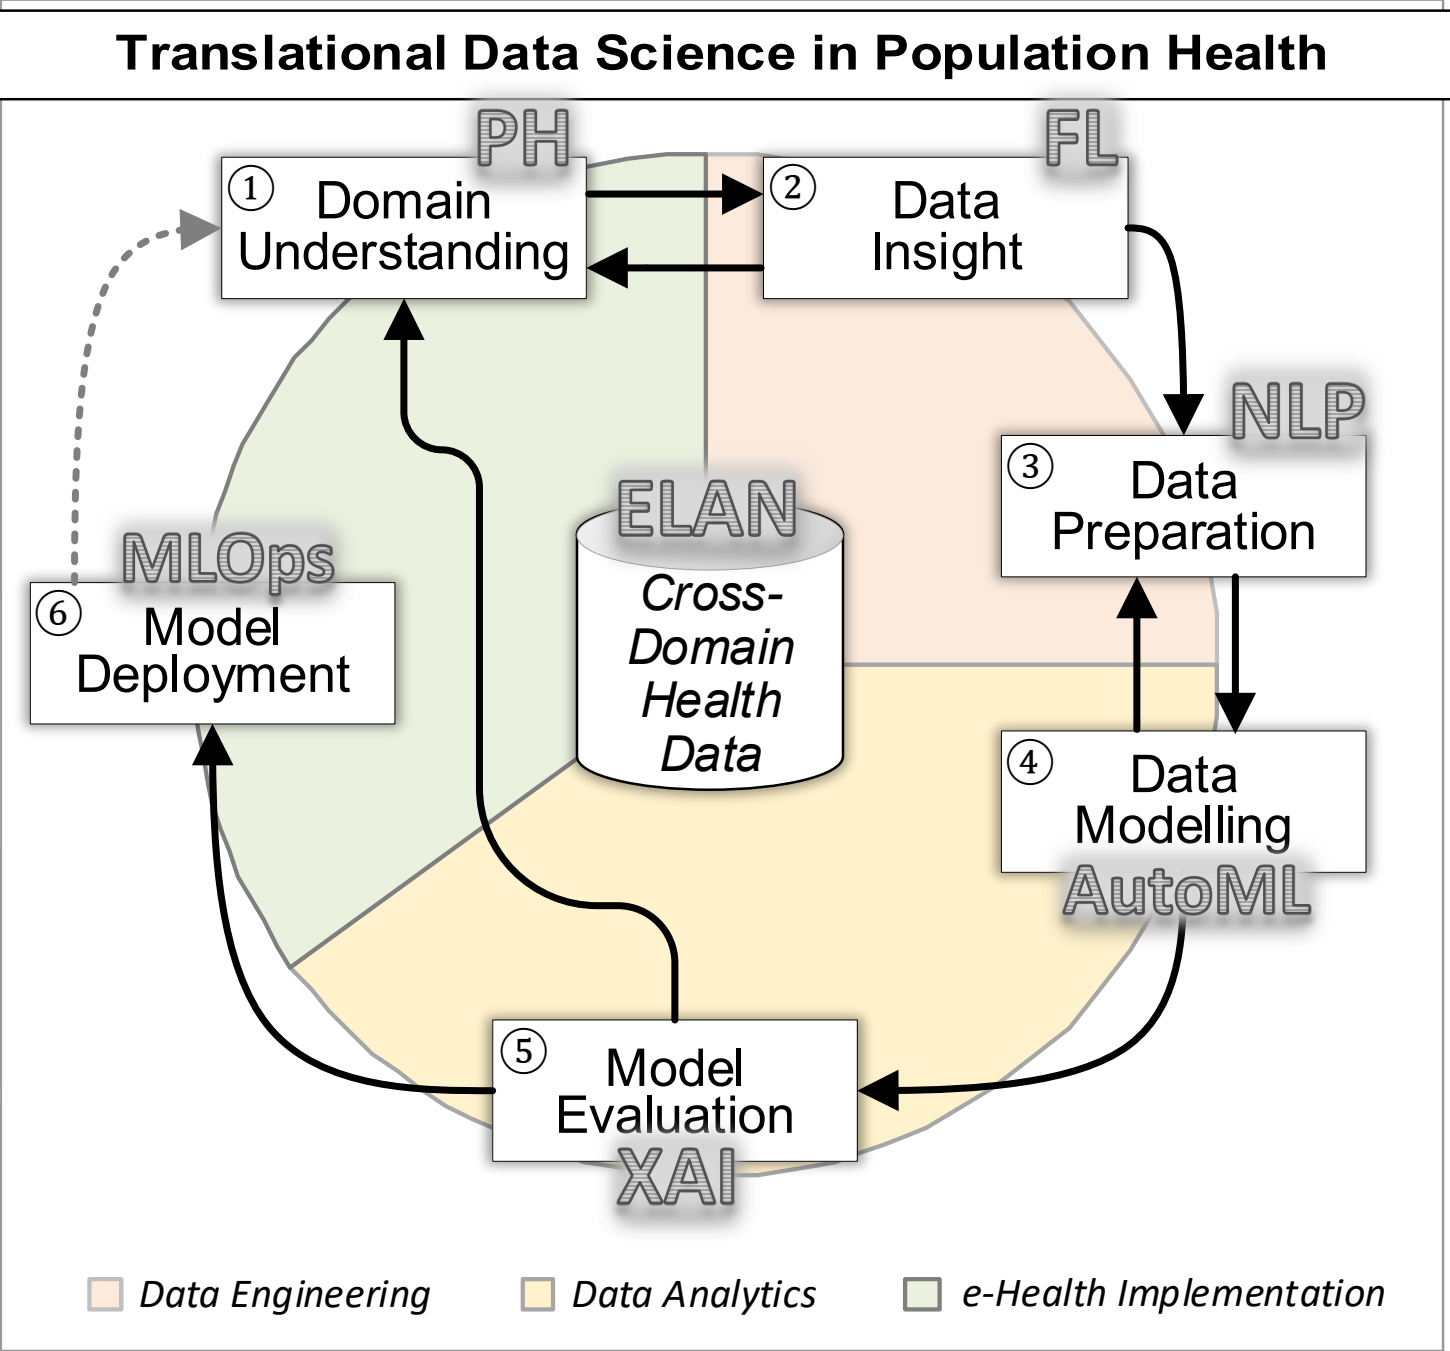 Translational Data Science in Population Health
PH
① Domain
Understanding
FL
② Data
Insight
NLP
③ Data
Preparation
ELAN
Cross-
Domain
Health
Data
MLOps
⑥ Model
Deployment
④ Data
Modelling
AutoML
⑤ Model
Evaluation
XAI
Data Engineering
Data Analytics
e-Health Implementation